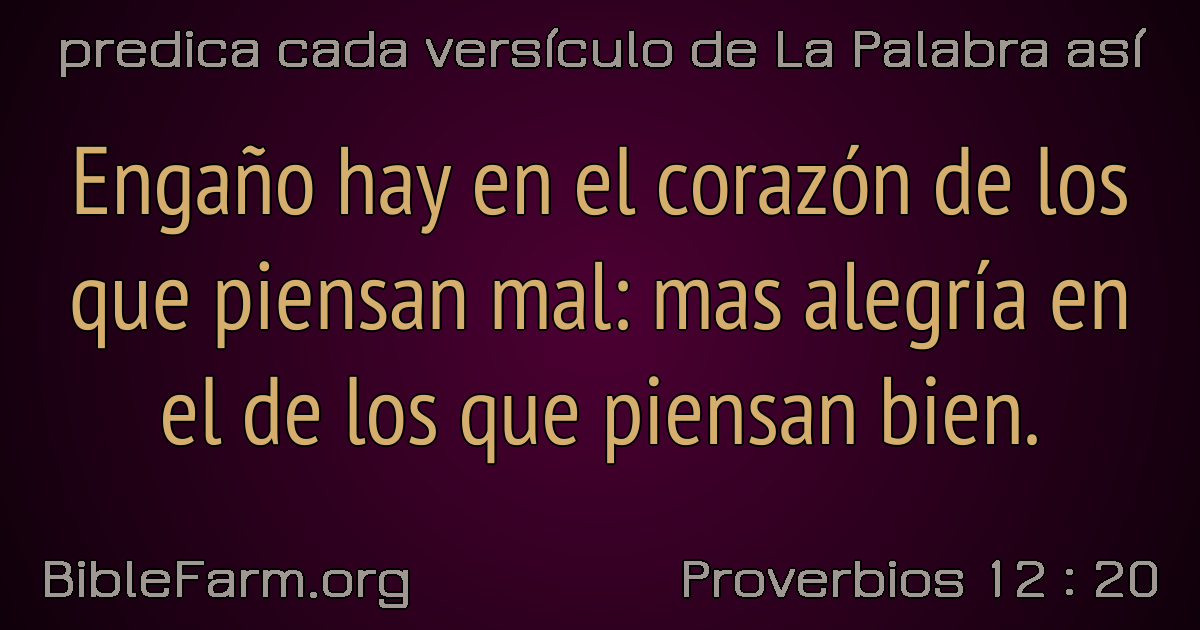 predica cada versículo de La Palabra así
Engaño hay en el corazón de los
que piensan mal: mas alegría en
el de los que piensan bien.
BibleFarm.org
Proverbios 12 : 20